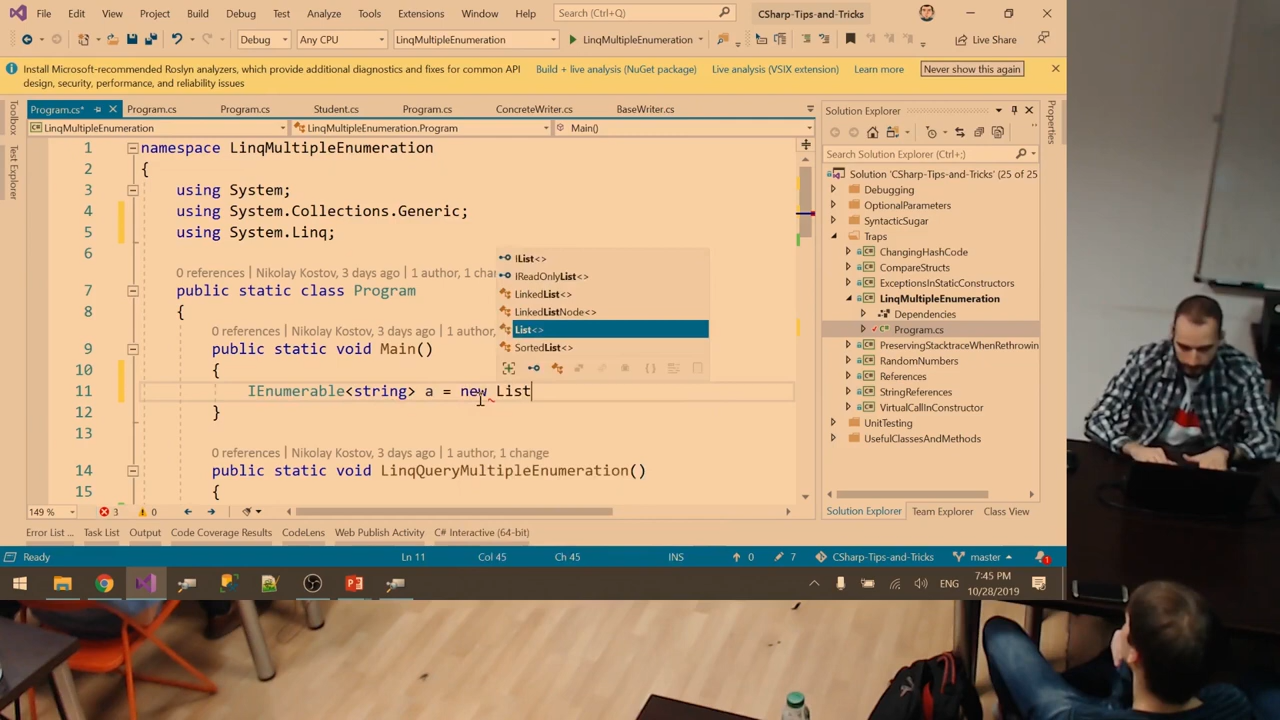 File Edit View Project Build Debug Test Analyze Tools Extensions Window Help Search (Ctrl+Q) CSharp-Tips-and-Tricks
Debug Any CPU LinqMultipleEnumeration LinqMultipleEnumeration Live Share
Install Microsoft-recommended Roslyn analyzers, which provide additional diagnostics and fixes for common API
design, security, performance, and reliability issues
Build + live analysis (NuGet package) Live analysis (VSIX extension) Learn more Never show this again
Toolbox
Test Explorer
Program.cs* Program.cs Program.cs Student.cs Program.cs ConcreteWriter.cs BaseWriter.cs
LinqMultipleEnumeration LinqMultipleEnumeration.Program Main()
1 namespace LinqMultipleEnumeration
2 {
3 using System;
4 using System.Collections.Generic;
5 using System.Linq;
6
0 references | Nikolay Kostov, 3 days ago | 1 author, 1 cha
7 public static class Program
8 {
0 references | Nikolay Kostov, 3 days ago | 1 author,
9 public static void Main()
10 {
11 IEnumerable<string> a = new List
12 }
13
0 references | Nikolay Kostov, 3 days ago | 1 author, 1 change
14 public static void LinqQueryMultipleEnumeration()
15 {
IList<>
IReadOnlyList<>
LinkedList<>
LinkedListNode<>
List<>
SortedList<>
149 % 3 0
Solution Explorer
Search Solution Explorer (Ctrl+;)
Solution 'CSharp-Tips-and-Tricks' (25 of 25
Debugging
OptionalParameters
SyntacticSugar
Traps
ChangingHashCode
CompareStructs
ExceptionsInStaticConstructors
LinqMultipleEnumeration
Dependencies
Program.cs
PreservingStacktraceWhenRethrowin
RandomNumbers
References
StringReferences
VirtualCallInConstructor
UnitTesting
UsefulClassesAndMethods
Solution Explorer Team Explorer Class View
Properties
Error List ... Task List Output Code Coverage Results CodeLens Web Publish Activity C# Interactive (64-bit)
Ready Ln 11 Col 45 Ch 45 INS 0 7 CSharp-Tips-and-Tricks master 1
ENG 7:45 PM
10/28/2019